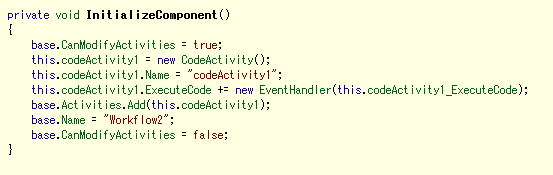 private void InitializeComponent()
{
    base.CanModifyActivities = true;
    this.codeActivity1 = new CodeActivity();
    this.codeActivity1.Name = "codeActivity1";
    this.codeActivity1.ExecuteCode += new EventHandler(this.codeActivity1_ExecuteCode);
    base.Activities.Add(this.codeActivity1);
    base.Name = "Workflow2";
    base.CanModifyActivities = false;
}